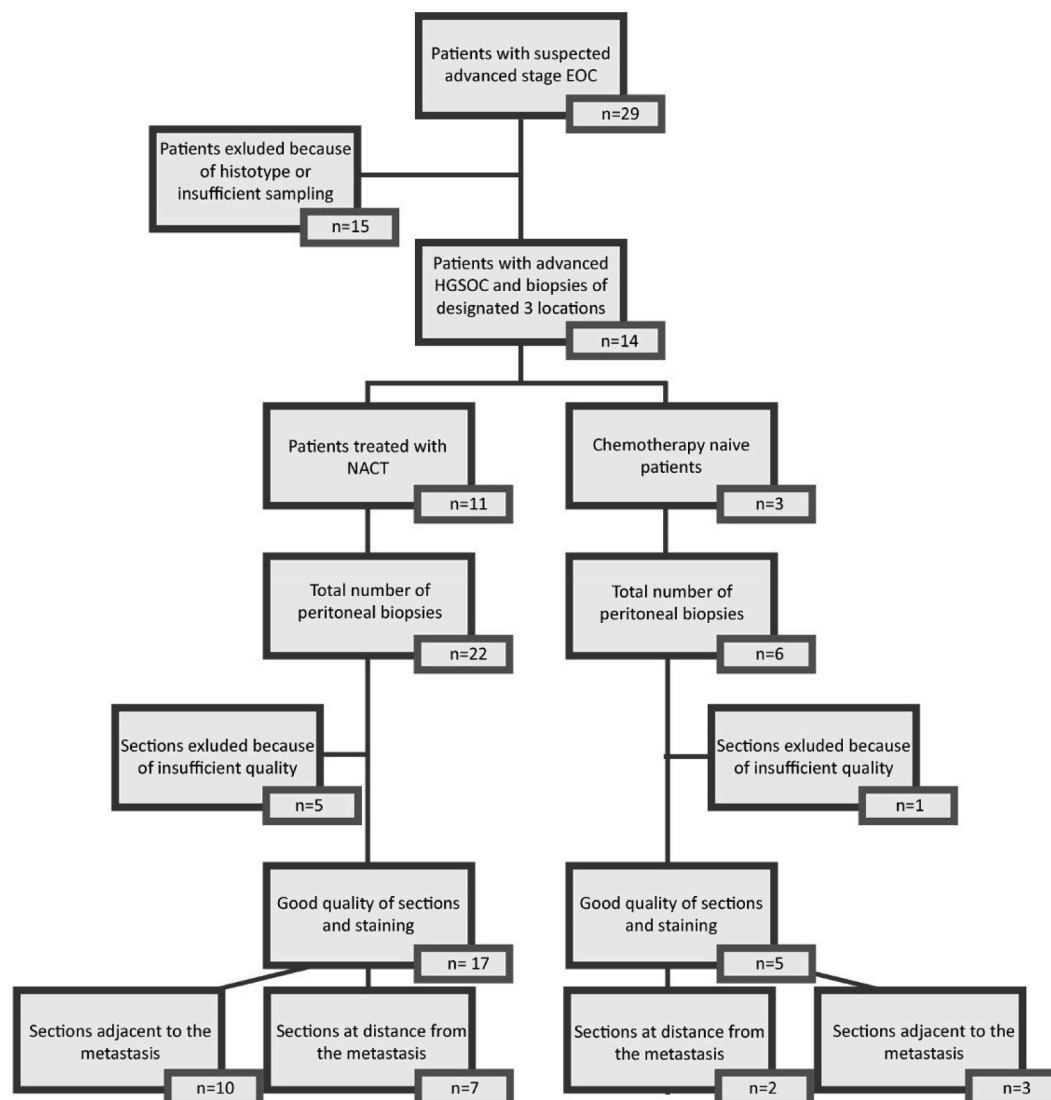 Patients with suspected
advanced stage EOC
n=29
Patients exluded because
of histotype or
insufficient sampling
n=15
Patients with advanced
HGSOC and biopsies of
designated 3 locations
n=14
Patients treated with
NACT
n=11
Chemotherapy naive
patients
n=3
Total number of
peritoneal biopsies
n=22
Total number of
peritoneal biopsies
n=6
Sections exluded because
of insufficient quality
n=5
Sections exluded because
of insufficient quality
n=1
Good quality of sections
and staining
n= 17
Good quality of sections
and staining
n=5
Sections adjacent to the
metastasis
n=10
Sections at distance from
the metastasis
n=7
Sections at distance from
the metastasis
n=2
Sections adjacent to the
metastasis
n=3